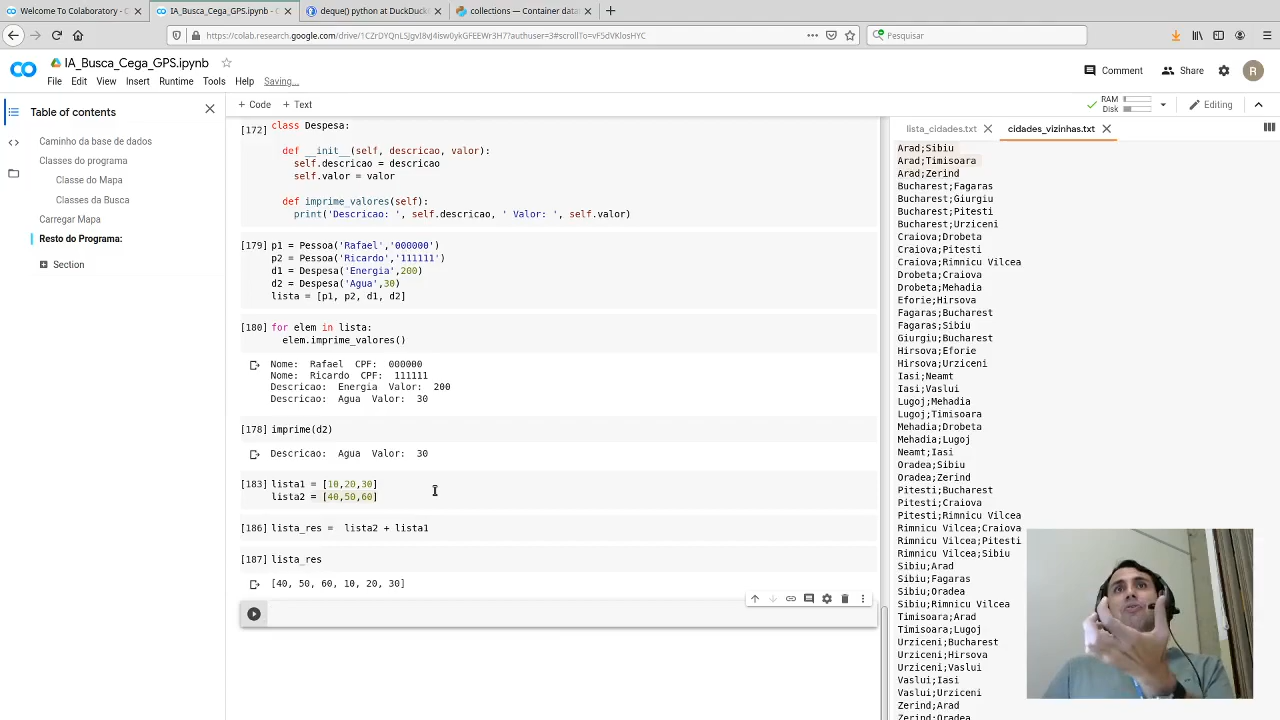 Welcome To Colaboratory - C
IA_Busca_Cega_GPS.ipynb - C
deque() python at DuckDuck
collections — Container data
https://colab.research.google.com/drive/1CZrDYQnLSJgvI8vJ4isw0ykGFEEWr3H7?authuser=3#scrollTo=vF5dVKlosHYC
Pesquisar
IA_Busca_Cega_GPS.ipynb
File Edit View Insert Runtime Tools Help Saving...
Comment
Share
R
Table of contents
Caminho da base de dados
Classes do programa
Classe do Mapa
Classes da Busca
Carregar Mapa
Resto do Programa:
Section
+ Code + Text
RAM
Disk
Editing
[172] class Despesa:
def __init__(self, descricao, valor):
self.descricao = descricao
self.valor = valor
def imprime_valores(self):
print('Descricao: ', self.descricao, ' Valor: ', self.valor)
[179] p1 = Pessoa('Rafael','000000')
p2 = Pessoa('Ricardo','111111')
d1 = Despesa('Energia',200)
d2 = Despesa('Agua',30)
lista = [p1, p2, d1, d2]
[180] for elem in lista:
elem.imprime_valores()
Nome:  Rafael  CPF:  000000
Nome:  Ricardo  CPF:  111111
Descricao:  Energia  Valor:  200
Descricao:  Agua  Valor:  30
[178] imprime(d2)
Descricao:  Agua  Valor:  30
[183] lista1 = [10,20,30]
lista2 = [40,50,60]
[186] lista_res =  lista2 + lista1
[187] lista_res
[40, 50, 60, 10, 20, 30]
lista_cidades.txt
cidades_vizinhas.txt
Arad;Sibiu
Arad;Timisoara
Arad;Zerind
Bucharest;Fagaras
Bucharest;Giurgiu
Bucharest;Pitesti
Bucharest;Urziceni
Craiova;Drobeta
Craiova;Pitesti
Craiova;Rimnicu Vilcea
Drobeta;Craiova
Drobeta;Mehadia
Eforie;Hirsova
Fagaras;Bucharest
Fagaras;Sibiu
Giurgiu;Bucharest
Hirsova;Eforie
Hirsova;Urziceni
Iasi;Neamt
Iasi;Vaslui
Lugoj;Mehadia
Lugoj;Timisoara
Mehadia;Drobeta
Mehadia;Lugoj
Neamt;Iasi
Oradea;Sibiu
Oradea;Zerind
Pitesti;Bucharest
Pitesti;Craiova
Pitesti;Rimnicu Vilcea
Rimnicu Vilcea;Craiova
Rimnicu Vilcea;Pitesti
Rimnicu Vilcea;Sibiu
Sibiu;Arad
Sibiu;Fagaras
Sibiu;Oradea
Sibiu;Rimnicu Vilcea
Timisoara;Arad
Timisoara;Lugoj
Urziceni;Bucharest
Urziceni;Hirsova
Urziceni;Vaslui
Vaslui;Iasi
Vaslui;Urziceni
Zerind;Arad
Zerind;Oradea